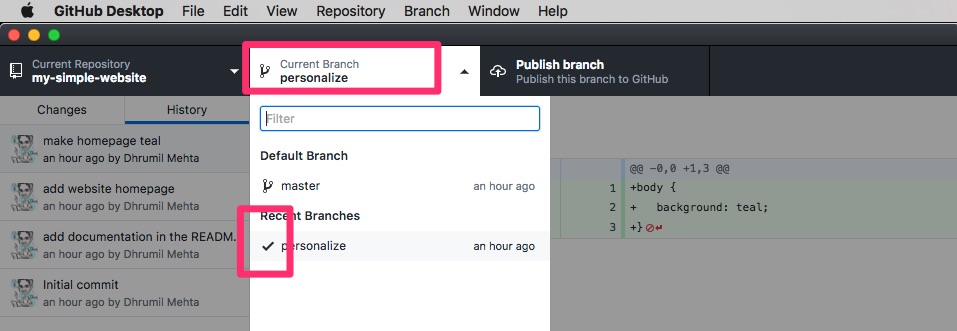 GitHub Desktop File Edit View Repository Branch Window Help
Current Repository
my-simple-website
Current Branch
personalize
Publish branch
Publish this branch to GitHub
Changes History
make homepage teal
an hour ago by Dhrumil Mehta
add website homepage
an hour ago by Dhrumil Mehta
add documentation in the READM...
an hour ago by Dhrumil Mehta
Initial commit
an hour ago by Dhrumil Mehta
Filter
Default Branch
master an hour ago
Recent Branches
personalize an hour ago
@@ -0,0 +1,3 @@
1 +body {
2 + background: teal;
3 +}